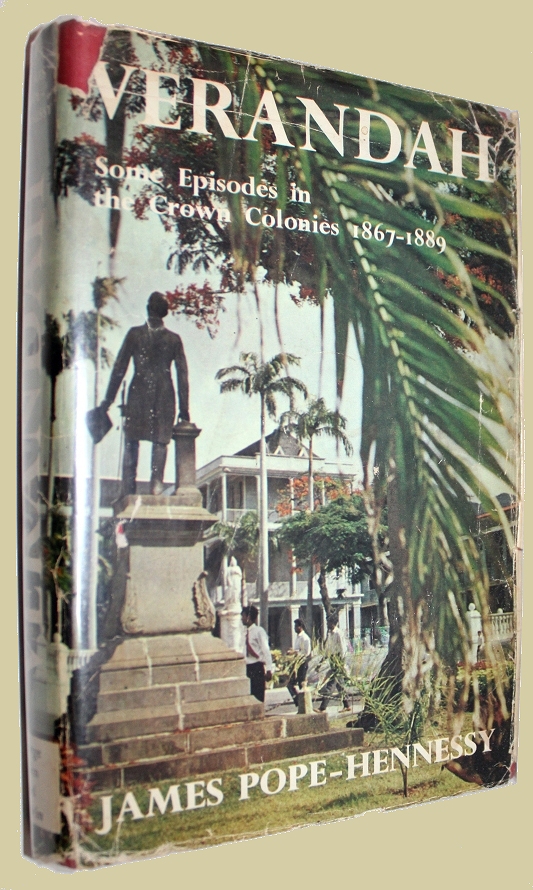 VERANDAH
Some Episodes in
the Crown Colonies 1867-1889
JAMES POPE-HENNESSY